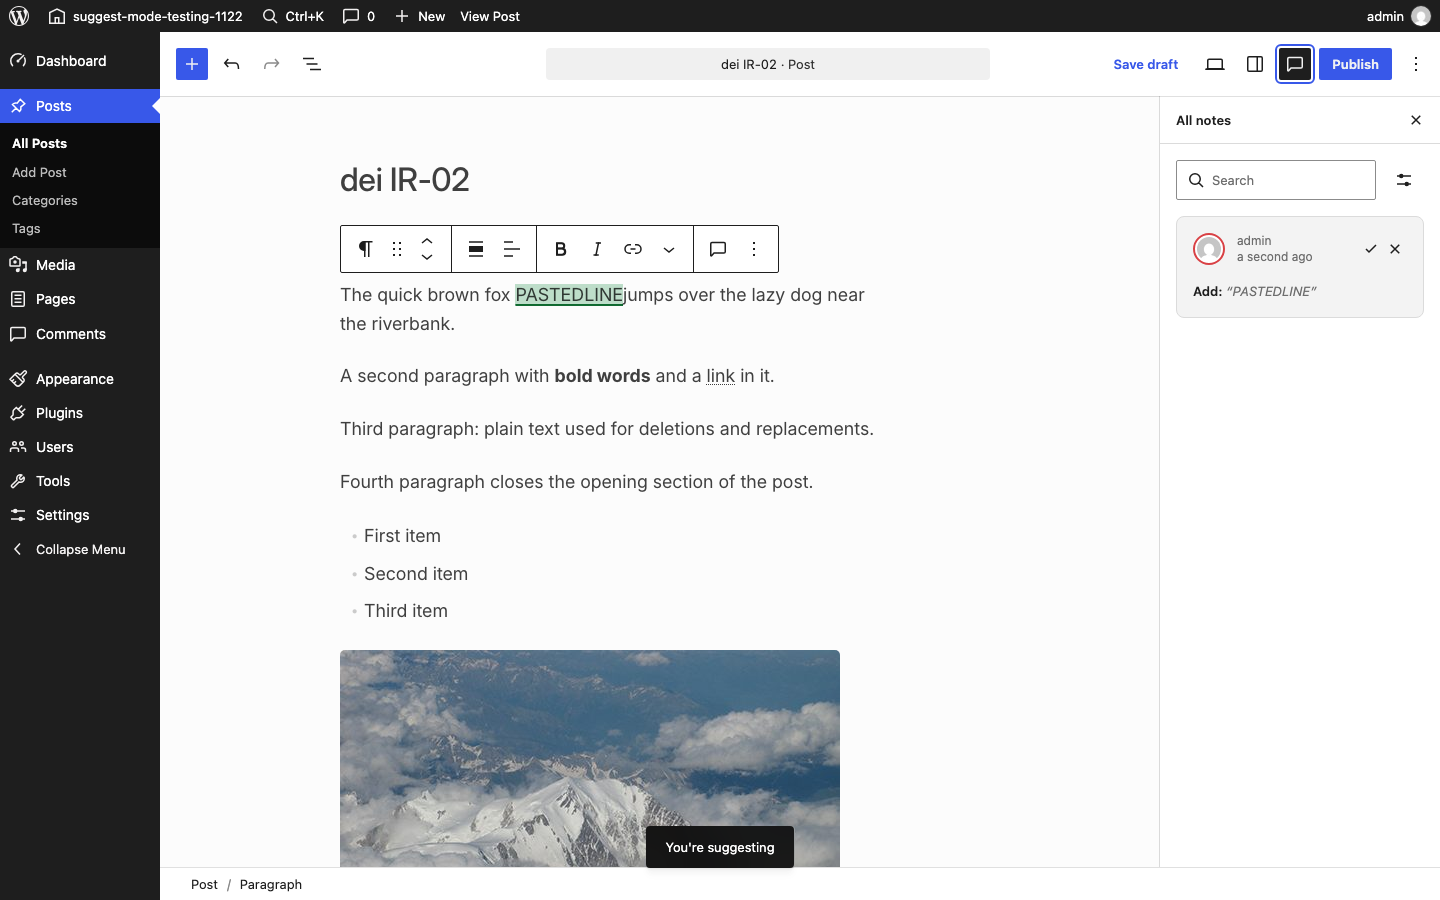 suggest-mode-testing-1122 Ctrl+K 0 New View Post admin
Dashboard
Posts
All Posts
Add Post
Categories
Tags
Media
Pages
Comments
Appearance
Plugins
Users
Tools
Settings
Collapse Menu
dei IR-02 · Post
Save draft
Publish
dei IR-02
The quick brown fox PASTEDLINEjumps over the lazy dog near
the riverbank.
A second paragraph with bold words and a link in it.
Third paragraph: plain text used for deletions and replacements.
Fourth paragraph closes the opening section of the post.
• First item
• Second item
• Third item
You're suggesting
Post / Paragraph
All notes
Search
admin
a second ago
Add: “PASTEDLINE”